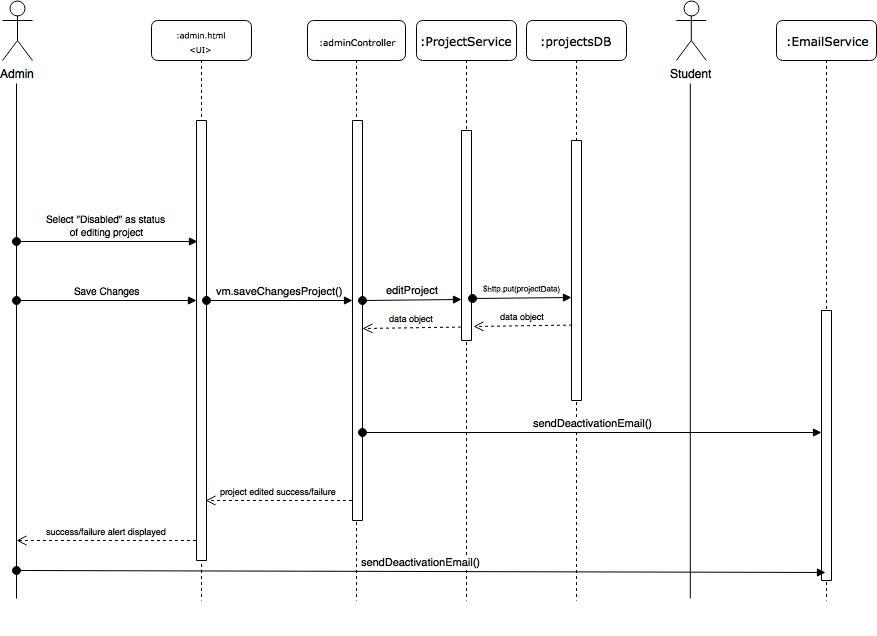 :admin.html
<UI>
:adminController
:ProjectService
:projectsDB
:EmailService
Admin
Student
Select "Disabled" as status
of editing project
Save Changes
vm.saveChangesProject()
editProject
$http.put(projectData)
data object
data object
sendDeactivationEmail()
project edited success/failure
success/failure alert displayed
sendDeactivationEmail()